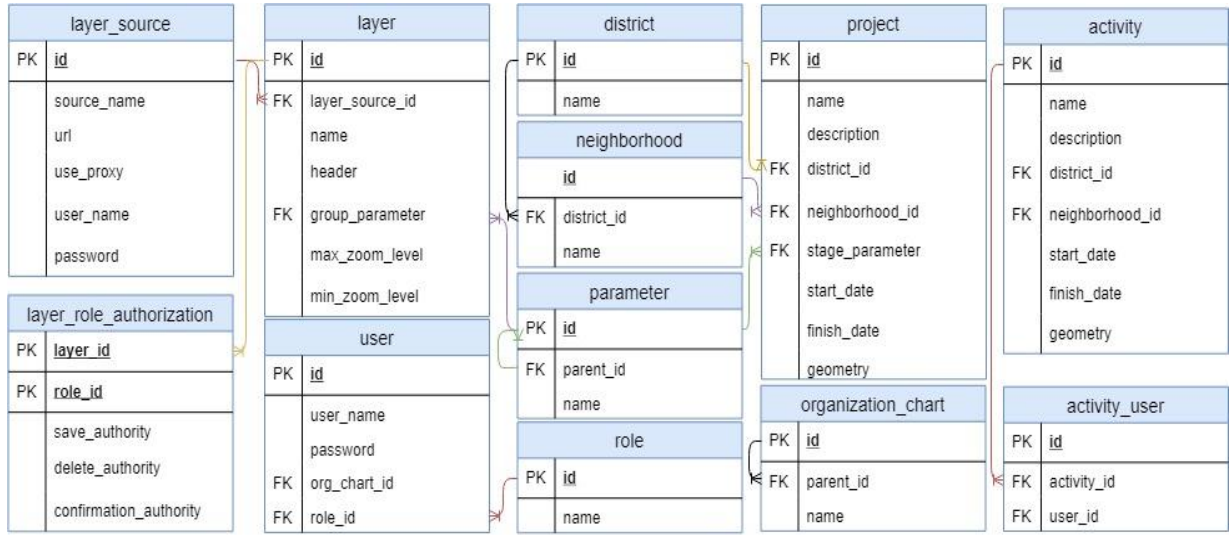 layer_source
PK id
source_name
url
use_proxy
user_name
password
layer_role_authorization
PK layer_id
PK role_id
save_authority
delete_authority
confirmation_authority
layer
PK id
FK layer_source_id
name
header
FK group_parameter
max_zoom_level
min_zoom_level
user
PK id
user_name
password
FK org_chart_id
FK role_id
district
PK id
name
neighborhood
id
FK district_id
name
parameter
PK id
FK parent_id
name
role
PK id
name
project
PK id
name
description
FK district_id
FK neighborhood_id
FK stage_parameter
start_date
finish_date
geometry
organization_chart
PK id
FK parent_id
name
activity
PK id
name
description
FK district_id
FK neighborhood_id
start_date
finish_date
geometry
activity_user
PK id
FK activity_id
FK user_id